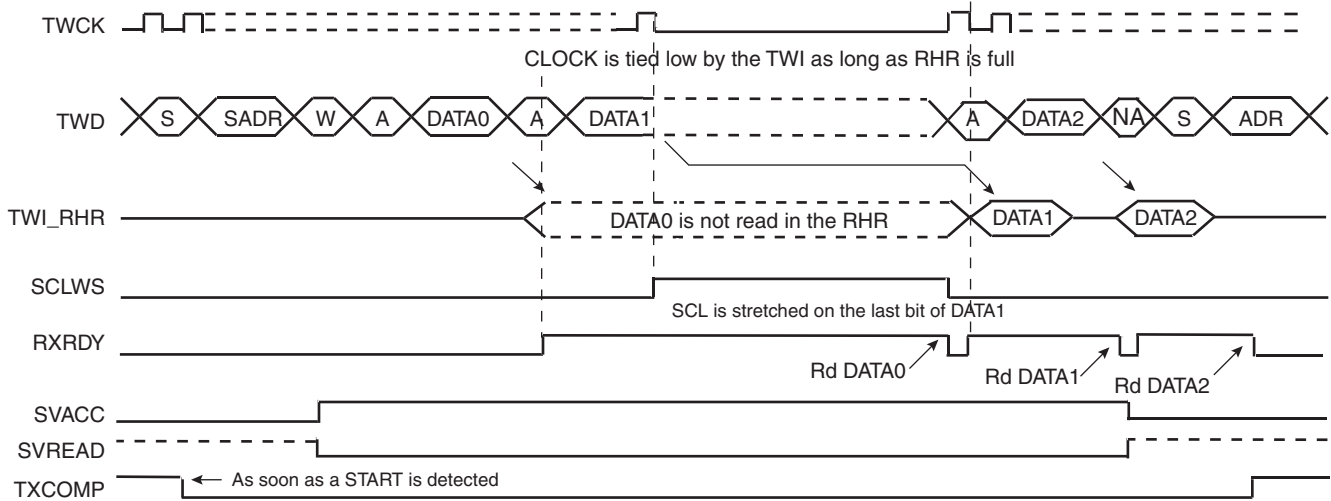 TWCK
CLOCK is tied low by the TWI as long as RHR is full
TWD S SADR W A DATA0 A DATA1 A DATA2 NA S ADR
TWI_RHR DATA0 is not read in the RHR DATA1 DATA2
SCLWS
SCL is stretched on the last bit of DATA1
RXRDY
Rd DATA0 Rd DATA1 Rd DATA2
SVACC
SVREAD
TXCOMP As soon as a START is detected